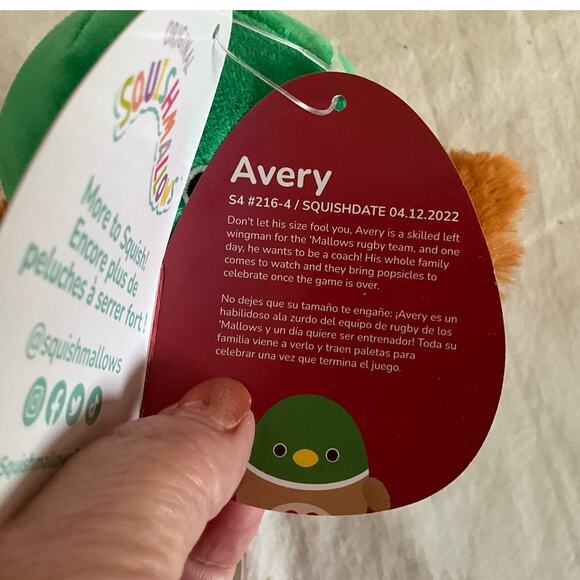 ORIGINAL
SQUISHMALLOWS
More to Squish!
Encore plus de
peluches à serrer fort !
@squishmallows
Avery
S4 #216-4 / SQUISHDATE 04.12.2022
Don't let his size fool you, Avery is a skilled left
wingman for the 'Mallows rugby team, and one
day, he wants to be a coach! His whole family
comes to watch and they bring popsicles to
celebrate once the game is over.
No dejes que su tamaño te engañe: ¡Avery es un
habilidoso ala zurdo del equipo de rugby de los
'Mallows y un día quiere ser entrenador! Toda su
familia viene a verlo y traen paletas para
celebrar una vez que termina el juego.